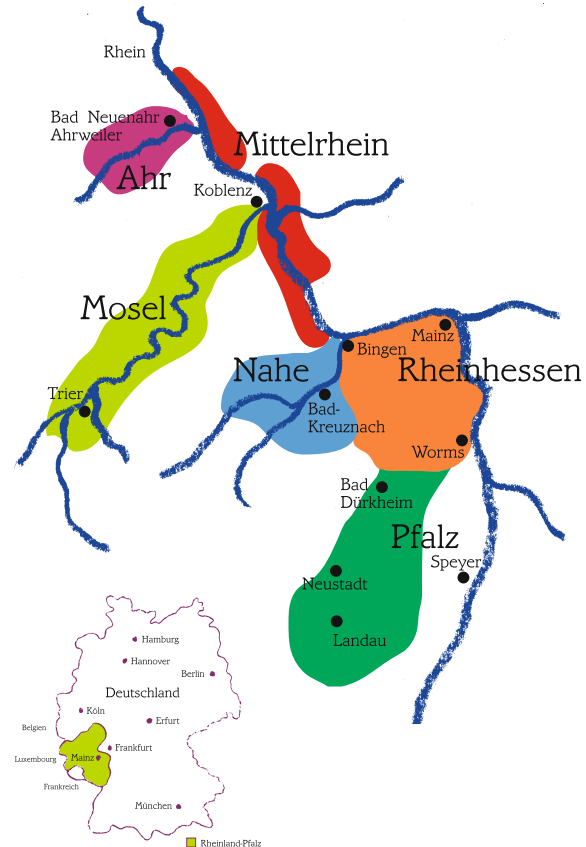 Rhein
Bad Neuenahr
Ahrweiler
Mittelrhein
Ahr
Koblenz
Mosel
Mainz
Bingen
Nahe
Rheinhessen
Trier
Bad-
Kreuznach
Worms
Bad
Dürkheim
Pfalz
Speyer
Neustadt
Landau
Hamburg
Hannover
Berlin
Deutschland
Köln
Erfurt
Belgien
Frankfurt
Luxembourg
Mainz
Frankreich
München
Rheinland-Pfalz